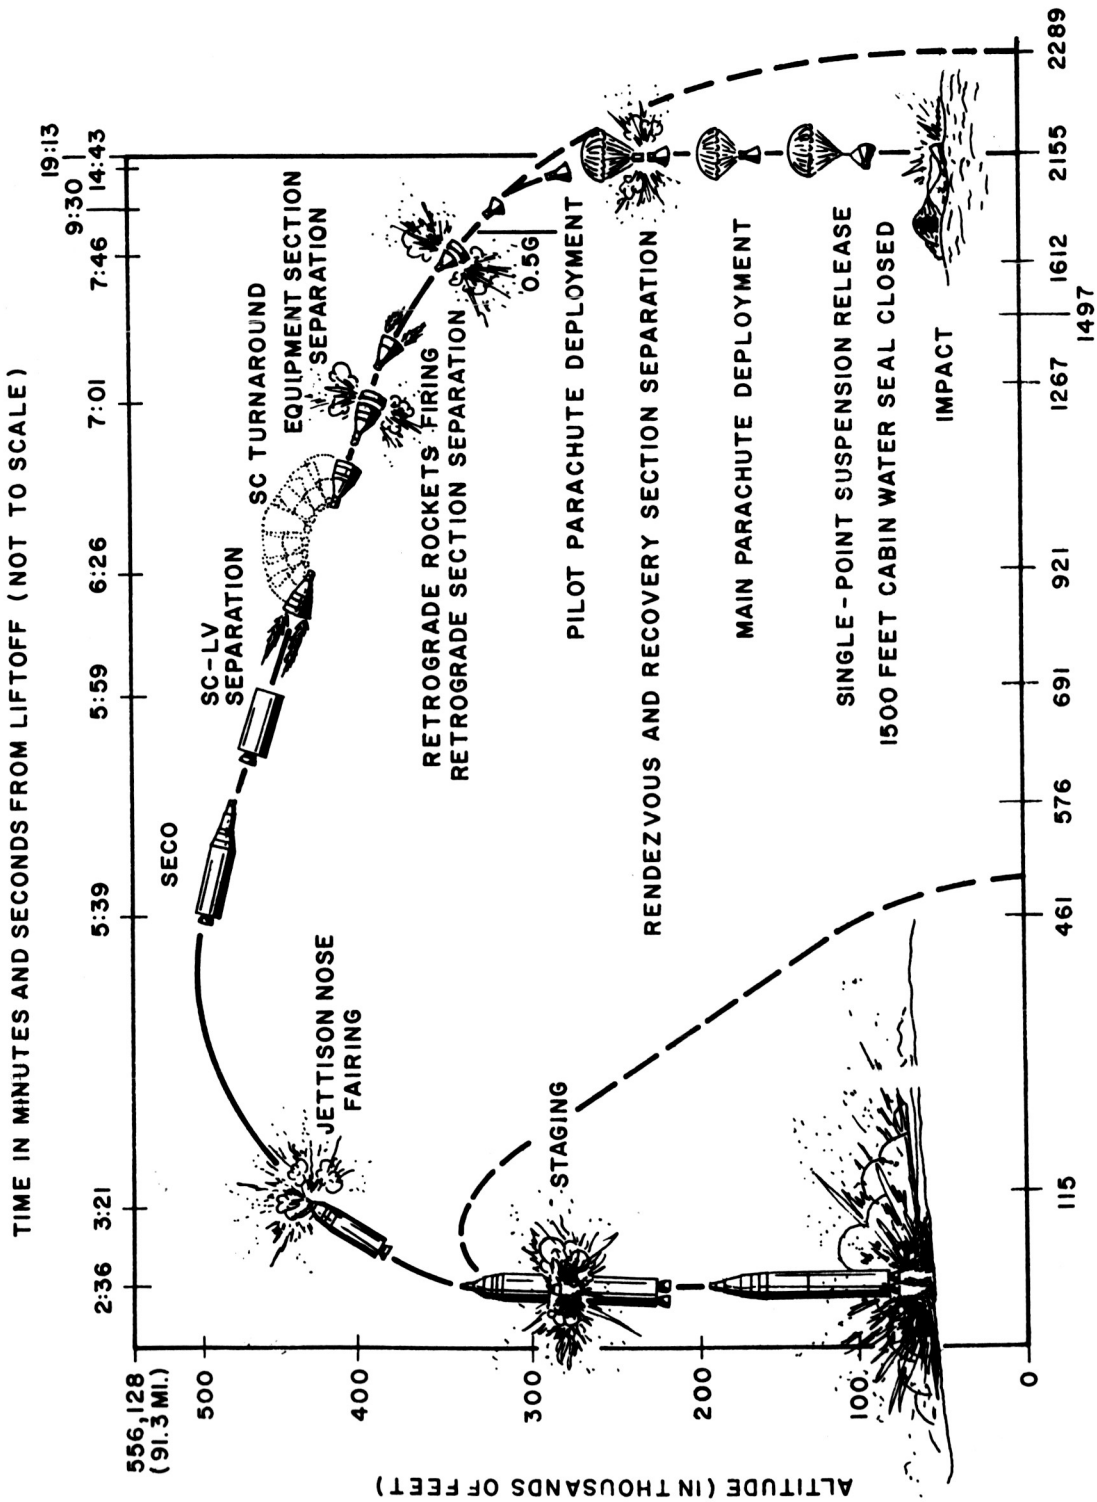 TIME IN MINUTES AND SECONDS FROM LIFTOFF (NOT TO SCALE)
19:13
9:30
2:36
3:21
5:39
5:59
6:26
7:01
7:46
14:43
556,128
(91.3 MI.)
500
400
300
200
100
0
ALTITUDE (IN THOUSANDS OF FEET)
SECO
SC-LV
SEPARATION
SC TURNAROUND
EQUIPMENT SECTION
SEPARATION
JETTISON NOSE
FAIRING
RETROGRADE ROCKETS FIRING
RETROGRADE SECTION SEPARATION
0.5G
STAGING
PILOT PARACHUTE DEPLOYMENT
RENDEZVOUS AND RECOVERY SECTION SEPARATION
MAIN PARACHUTE DEPLOYMENT
SINGLE-POINT SUSPENSION RELEASE
1500 FEET CABIN WATER SEAL CLOSED
IMPACT
115
461
576
691
921
1267
1612
2155
2289
1497